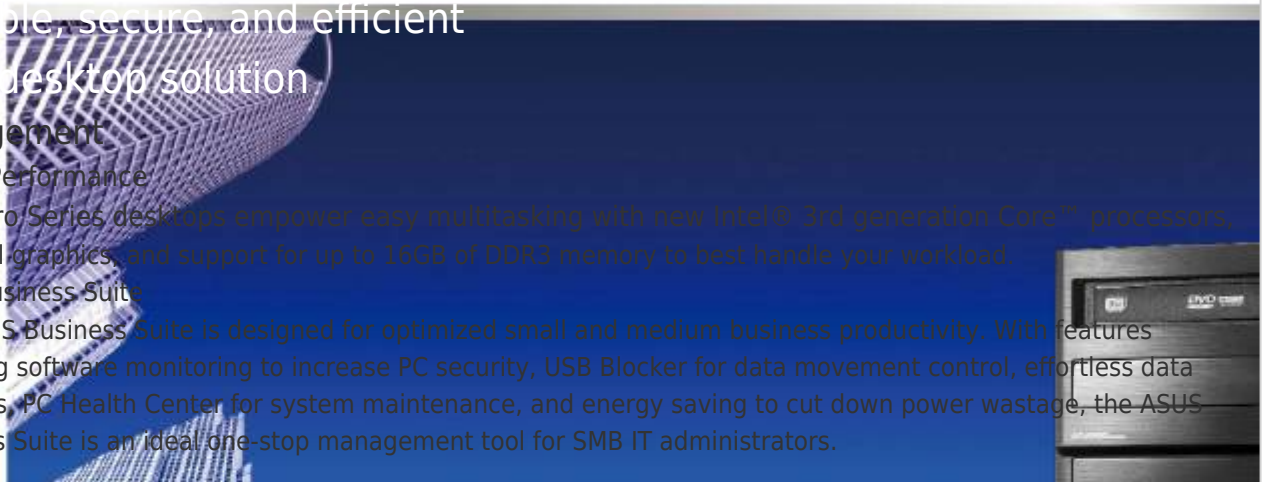 ble, secure, and efficient
desktop solution
gement
Performance
ro Series desktops empower easy multitasking with new Intel® 3rd generation Core™ processors,
l graphics, and support for up to 16GB of DDR3 memory to best handle your workload.
usiness Suite
S Business Suite is designed for optimized small and medium business productivity. With features
g software monitoring to increase PC security, USB Blocker for data movement control, effortless data
s, PC Health Center for system maintenance, and energy saving to cut down power wastage, the ASUS
s Suite is an ideal one-stop management tool for SMB IT administrators.
DVD